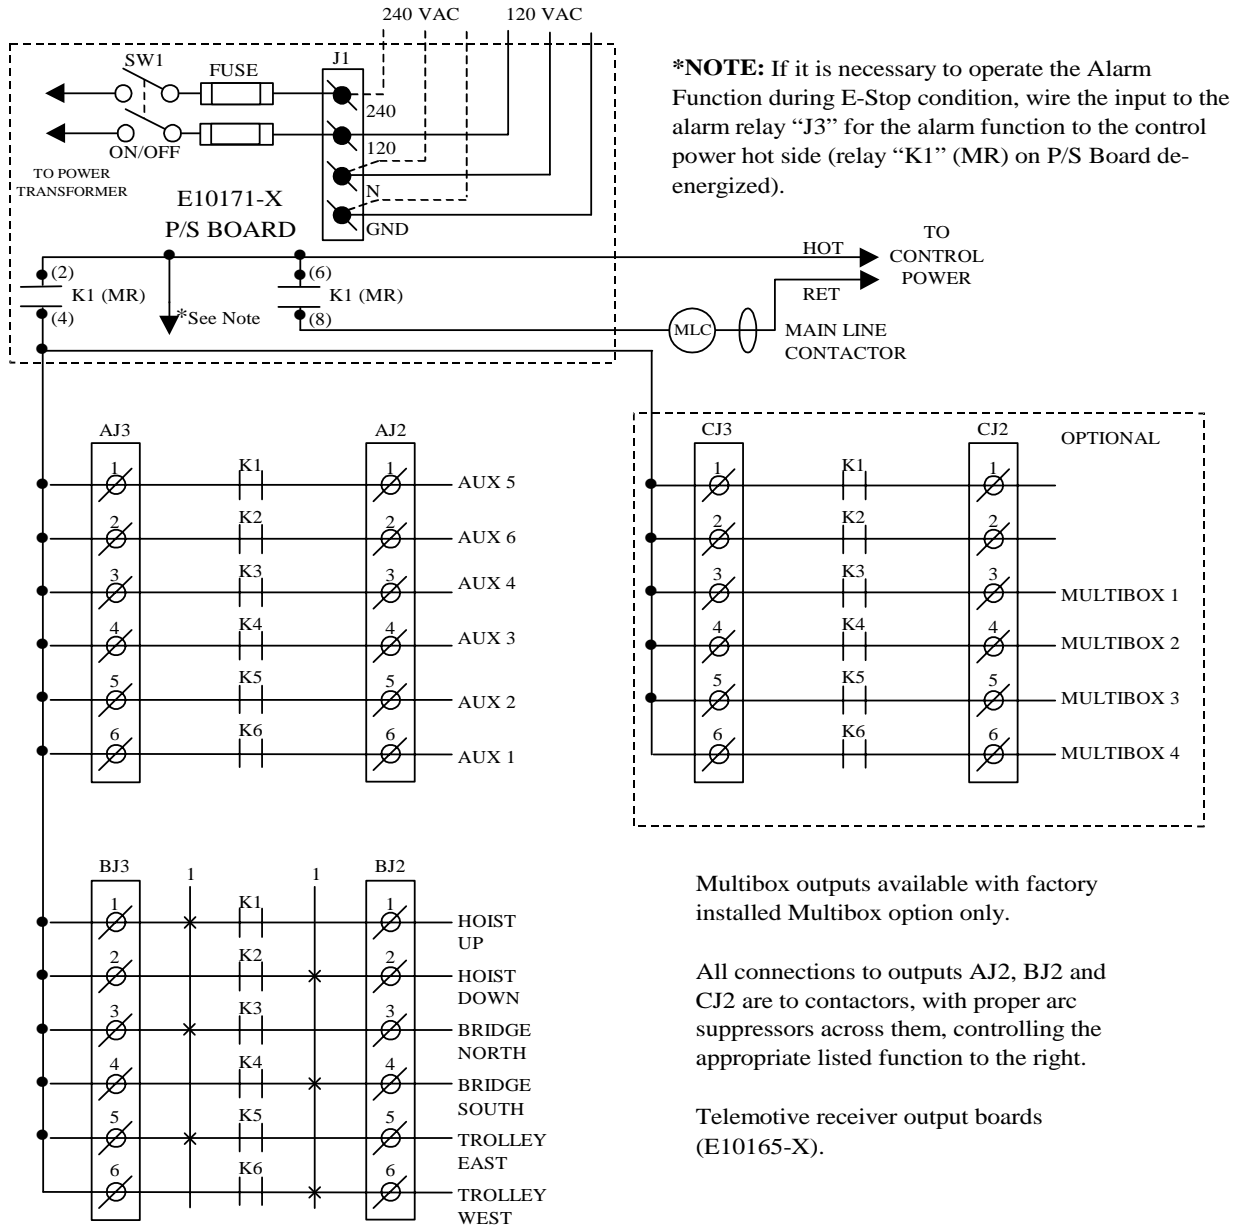 240 VAC 120 VAC
SW1
FUSE
J1
240
120
N
GND
ON/OFF
TO POWER
TRANSFORMER
E10171-X
P/S BOARD
*NOTE: If it is necessary to operate the Alarm
Function during E-Stop condition, wire the input to the
alarm relay “J3” for the alarm function to the control
power hot side (relay “K1” (MR) on P/S Board de-
energized).
(2)
K1 (MR)
(4)
*See Note
(6)
K1 (MR)
(8)
HOT
RET
TO
CONTROL
POWER
MLC
MAIN LINE
CONTACTOR
AJ3 AJ2
1 K1 1 AUX 5
2 K2 2 AUX 6
3 K3 3 AUX 4
4 K4 4 AUX 3
5 K5 5 AUX 2
6 K6 6 AUX 1
CJ3 CJ2 OPTIONAL
1 K1 1
2 K2 2
3 K3 3 MULTIBOX 1
4 K4 4 MULTIBOX 2
5 K5 5 MULTIBOX 3
6 K6 6 MULTIBOX 4
BJ3 1 1 BJ2
1 K1 1 HOIST
UP
2 K2 2 HOIST
DOWN
3 K3 3 BRIDGE
NORTH
4 K4 4 BRIDGE
SOUTH
5 K5 5 TROLLEY
EAST
6 K6 6 TROLLEY
WEST
Multibox outputs available with factory
installed Multibox option only.
All connections to outputs AJ2, BJ2 and
CJ2 are to contactors, with proper arc
suppressors across them, controlling the
appropriate listed function to the right.
Telemotive receiver output boards
(E10165-X).